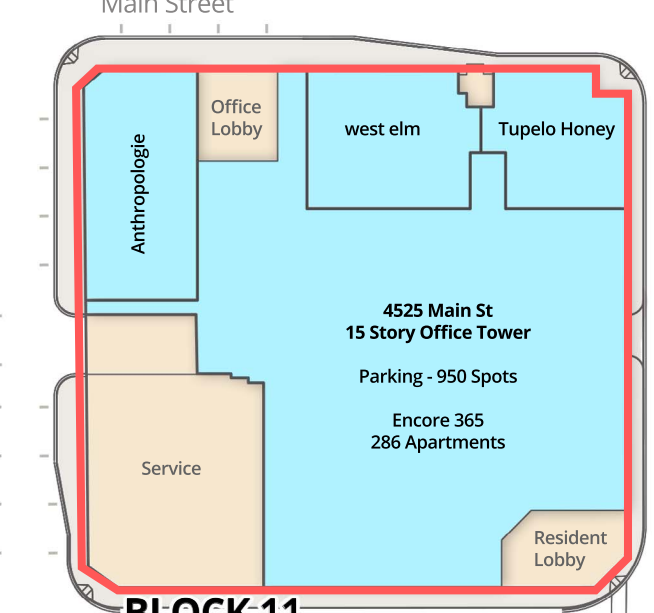 Main Street
Office
Lobby
west elm
Tupelo Honey
Anthropologie
4525 Main St
15 Story Office Tower
Parking - 950 Spots
Encore 365
286 Apartments
Service
Resident
Lobby
BLOCK 11